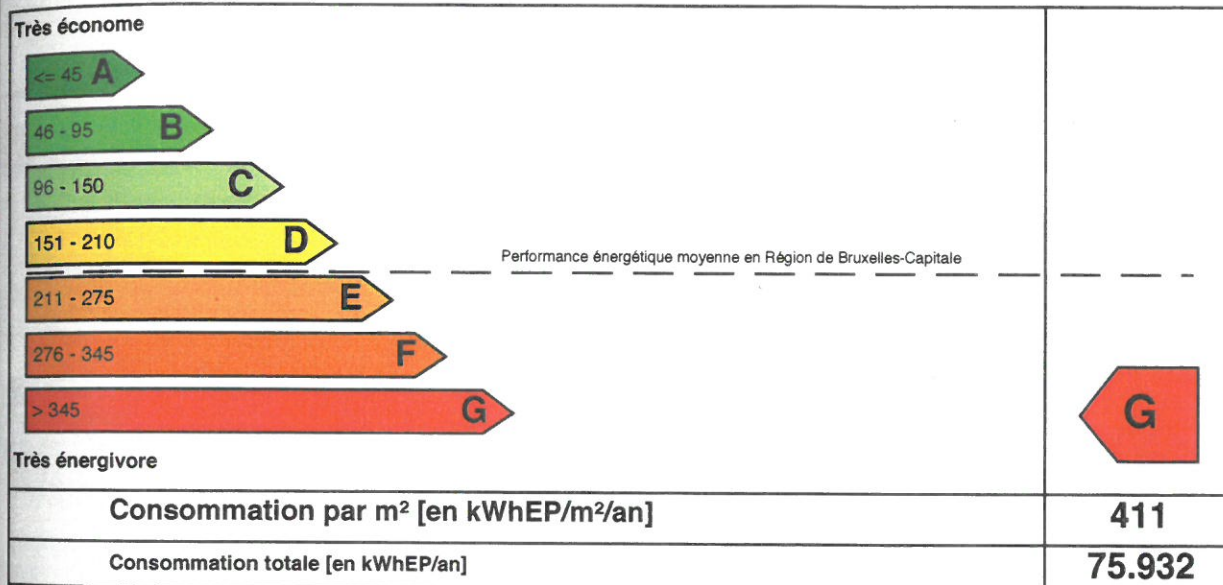 Très économe
<= 45 A
46 - 95 B
96 - 150 C
151 - 210 D
Performance énergétique moyenne en Région de Bruxelles-Capitale
211 - 275 E
276 - 345 F
> 345 G
G
Très énergivore
Consommation par m² [en kWhEP/m²/an] 411
Consommation totale [en kWhEP/an] 75.932